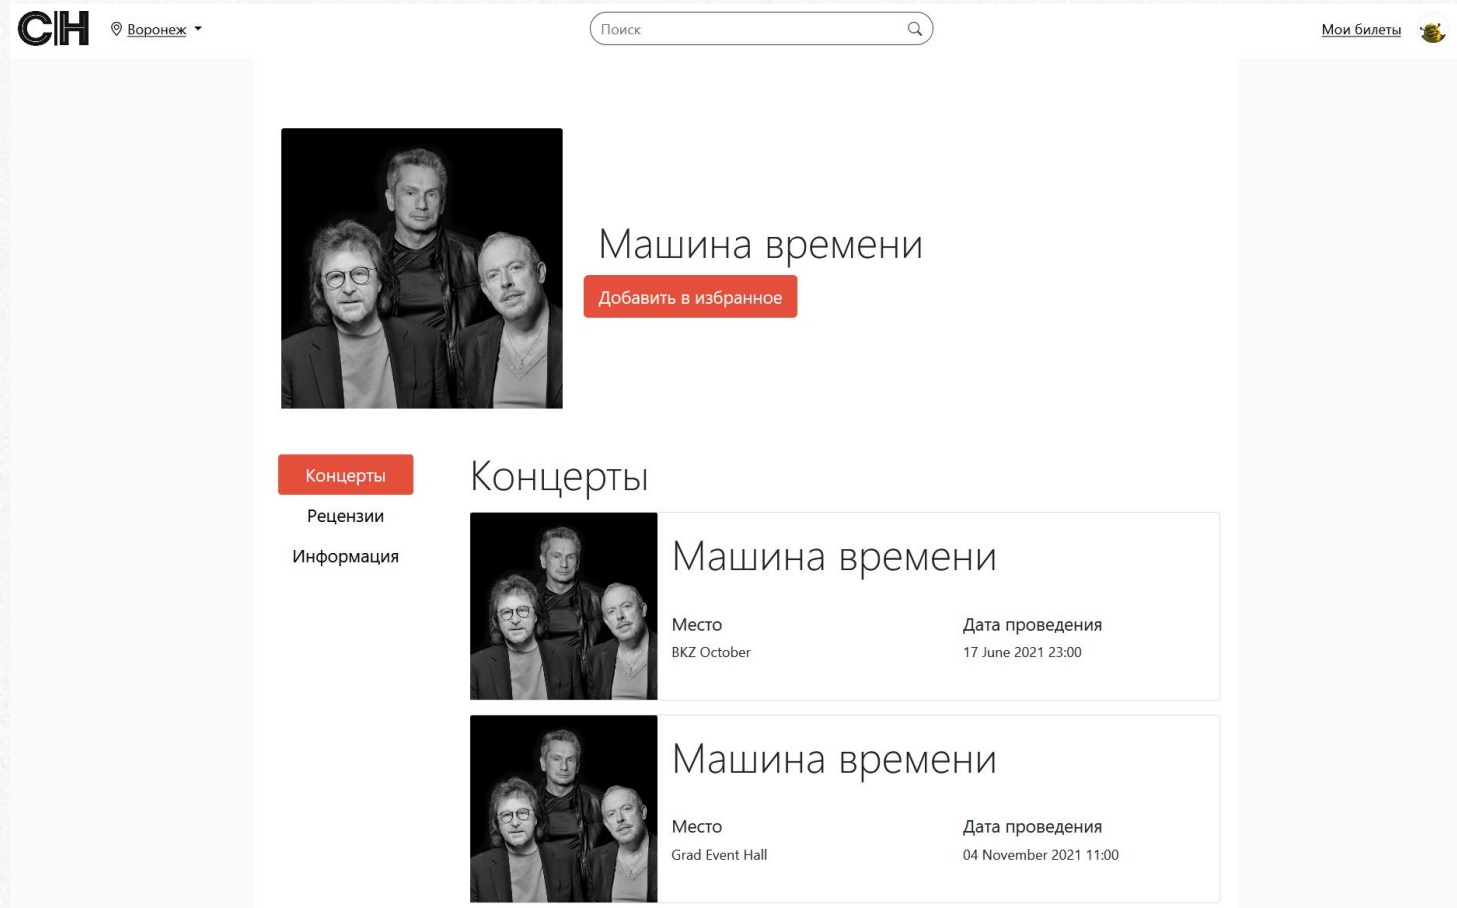 C|H
Воронеж
Поиск
Мои билеты
Машина времени
Добавить в избранное
Концерты
Рецензии
Информация
Концерты
Машина времени
Место
Дата проведения
BKZ October
17 June 2021 23:00
Машина времени
Место
Дата проведения
Grad Event Hall
04 November 2021 11:00